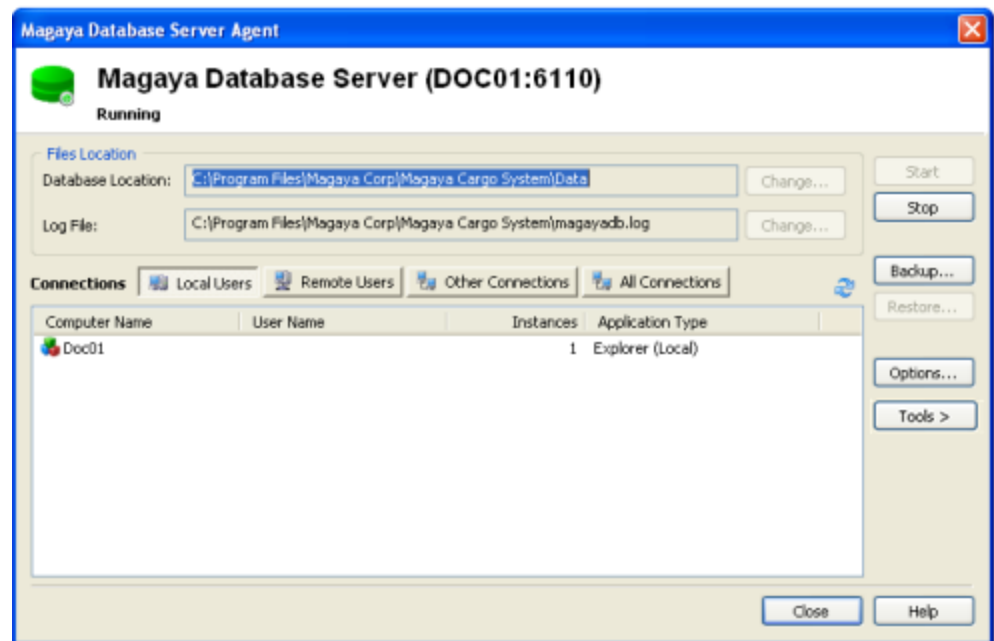 Magaya Database Server Agent
Magaya Database Server (DOC01:6110)
Running
Files Location
Database Location: C:\Program Files\Magaya Corp\Magaya Cargo System\Data Change...
Log File: C:\Program Files\Magaya Corp\Magaya Cargo System\magayadb.log Change...
Start
Stop
Connections Local Users Remote Users Other Connections All Connections
Backup...
Restore...
Computer Name User Name Instances Application Type
Doc01 1 Explorer (Local)
Options...
Tools >
Close Help